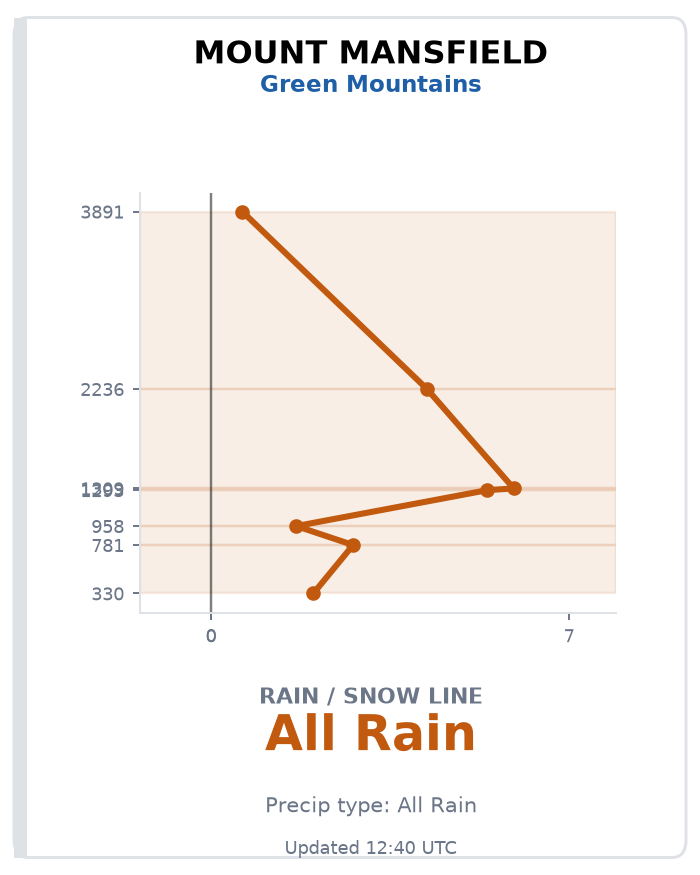 MOUNT MANSFIELD
Green Mountains
3891
2236
958
781
330
0
7
RAIN / SNOW LINE
All Rain
Precip type: All Rain
Updated 12:40 UTC